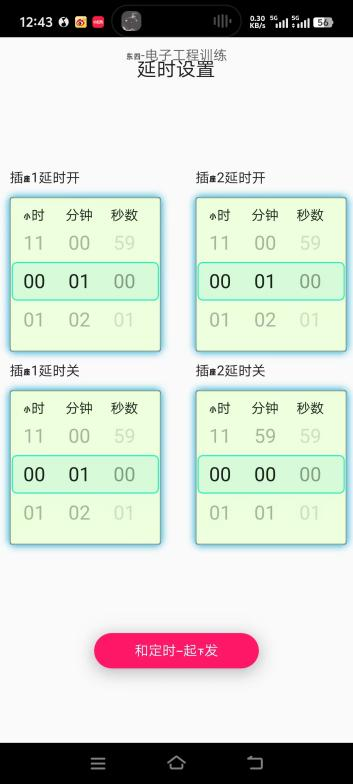 12:43 0.30 KB/s 5G 5G 56
东四-电子工程训练
延时设置
插座1延时开 插座2延时开
小时 分钟 秒数 小时 分钟 秒数
11 00 59 11 00 59
00 01 00 00 01 00
01 02 01 01 02 01
插座1延时关 插座2延时关
小时 分钟 秒数 小时 分钟 秒数
11 00 59 11 59 59
00 01 00 00 00 00
01 02 01 01 01 01
和定时一起下发